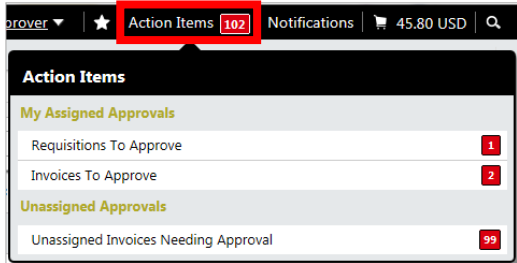 prover ▼ | ★ Action Items 102 Notifications | 45.80 USD |
Action Items
My Assigned Approvals
Requisitions To Approve 1
Invoices To Approve 2
Unassigned Approvals
Unassigned Invoices Needing Approval 99